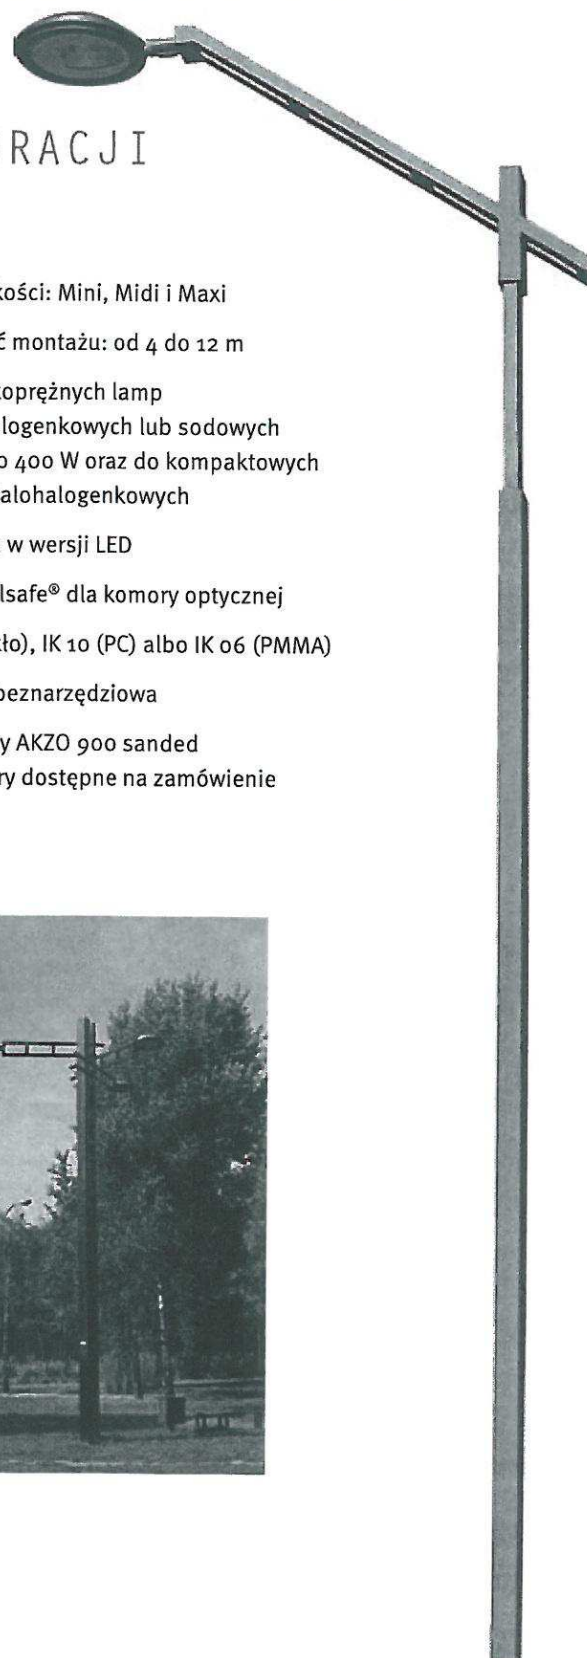 RACJI
kości: Mini, Midi i Maxi
ć montażu: od 4 do 12 m
koprężnych lamp
logenkowych lub sodowych
o 400 W oraz do kompaktowych
alohalogenkowych
w wersji LED
lsafe® dla komory optycznej
ło), IK 10 (PC) albo IK 06 (PMMA)
beznarzędziowa
y AKZO 900 sanded
ry dostępne na zamówienie